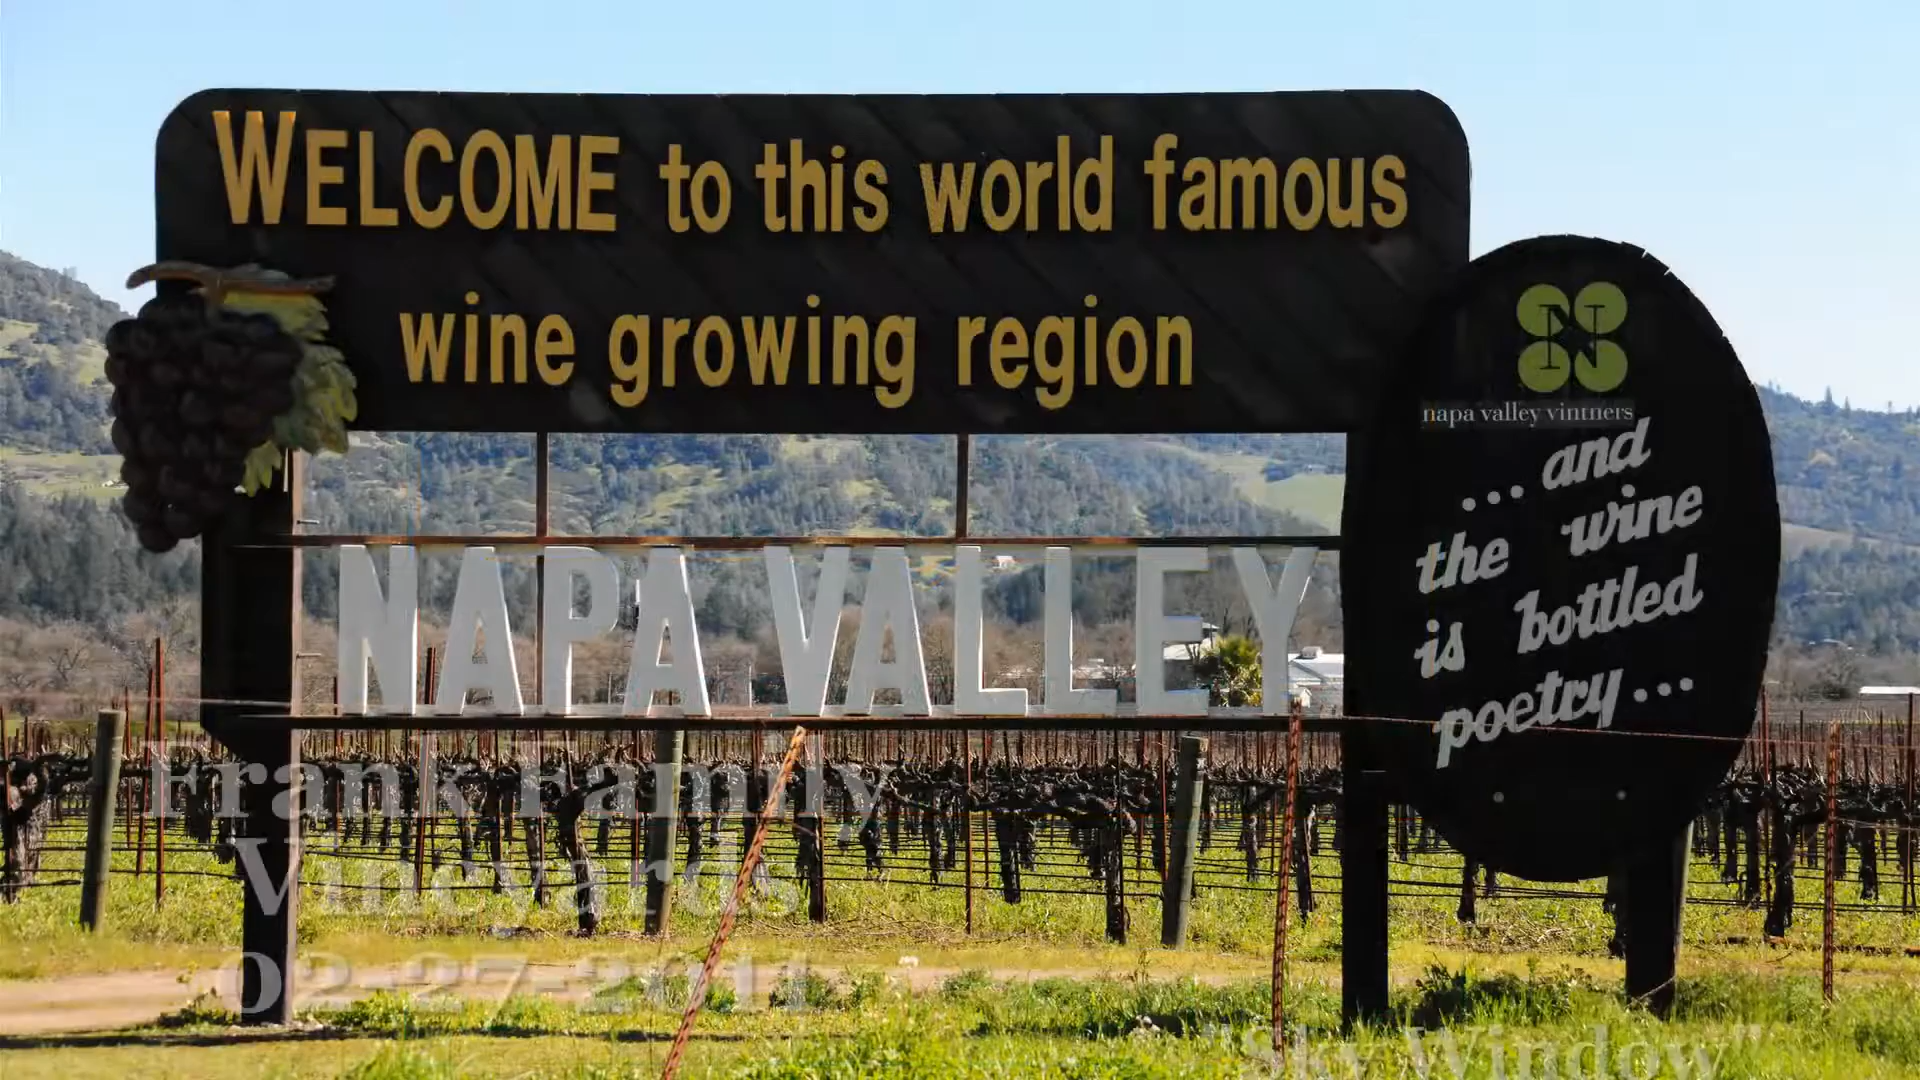 WELCOME to this world famous
wine growing region
NAPA VALLEY
N N
napa valley vintners
... and
the wine
is bottled
poetry...
Frank Family
Vineyards
02-27-2011
"Sky Window"